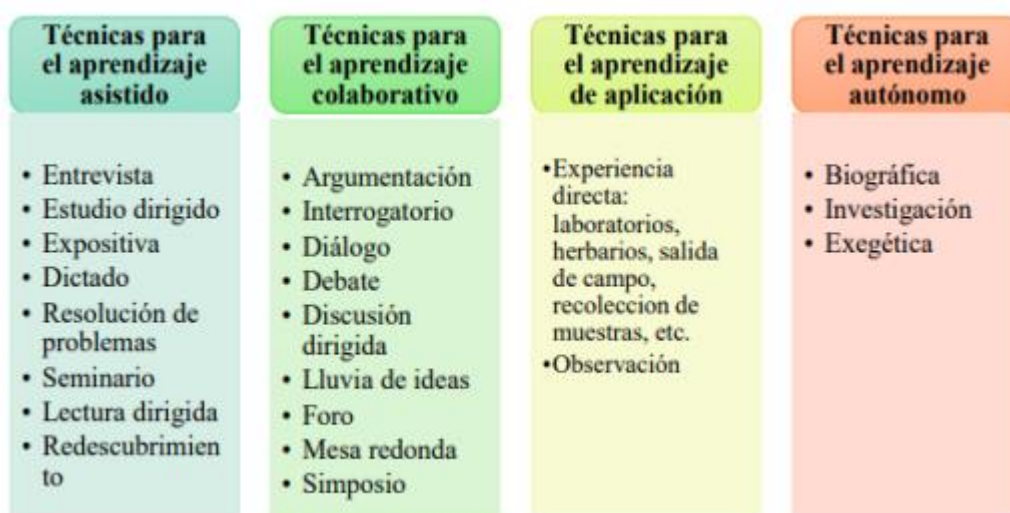 Técnicas para
el aprendizaje
asistido
• Entrevista
• Estudio dirigido
• Expositiva
• Dictado
• Resolución de
problemas
• Seminario
• Lectura dirigida
• Redescubrimien
to
Técnicas para
el aprendizaje
colaborativo
• Argumentación
• Interrogatorio
• Diálogo
• Debate
• Discusión
dirigida
• Lluvia de ideas
• Foro
• Mesa redonda
• Simposio
Técnicas para
el aprendizaje
de aplicación
•Experiencia
directa:
laboratorios,
herbarios, salida
de campo,
recoleccion de
muestras, etc.
•Observación
Técnicas para
el aprendizaje
autónomo
• Biográfica
• Investigación
• Exegética